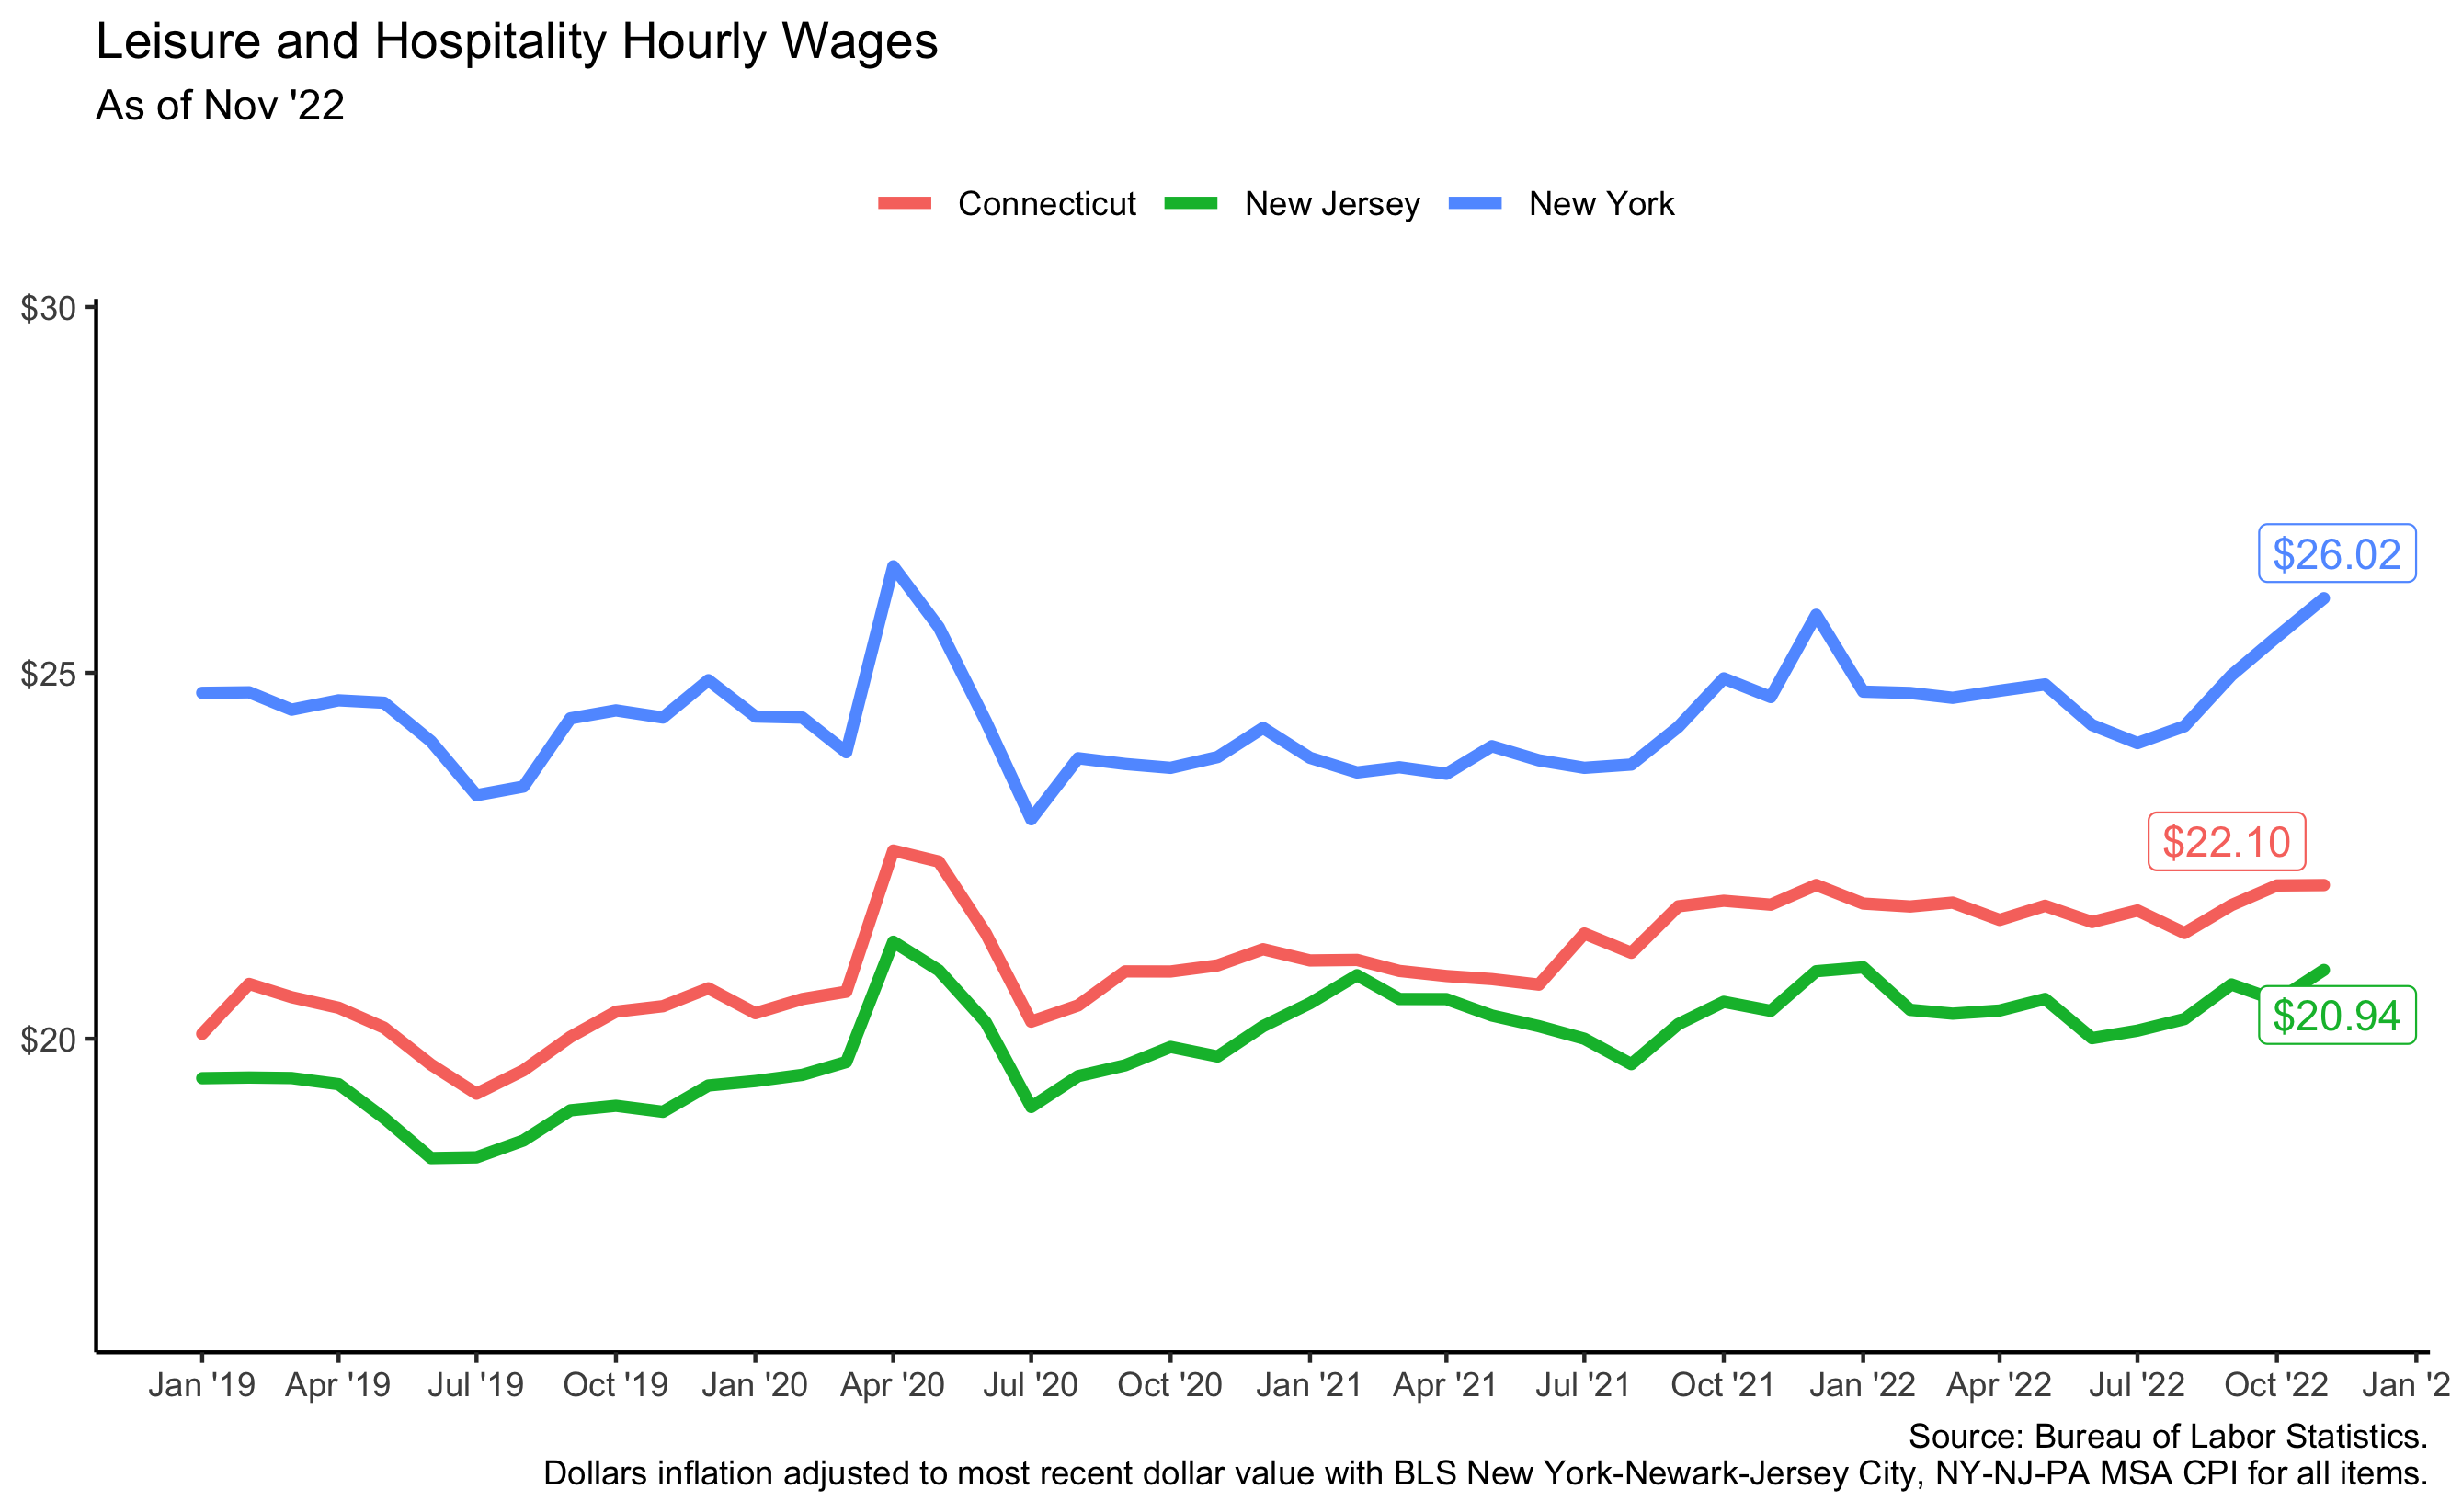 Leisure and Hospitality Hourly Wages
As of Nov '22
Connecticut New Jersey New York
$30
$25
$20
$26.02
$22.10
$20.94
Jan '19 Apr '19 Jul '19 Oct '19 Jan '20 Apr '20 Jul '20 Oct '20 Jan '21 Apr '21 Jul '21 Oct '21 Jan '22 Apr '22 Jul '22 Oct '22 Jan '2
Source: Bureau of Labor Statistics.
Dollars inflation adjusted to most recent dollar value with BLS New York-Newark-Jersey City, NY-NJ-PA MSA CPI for all items.